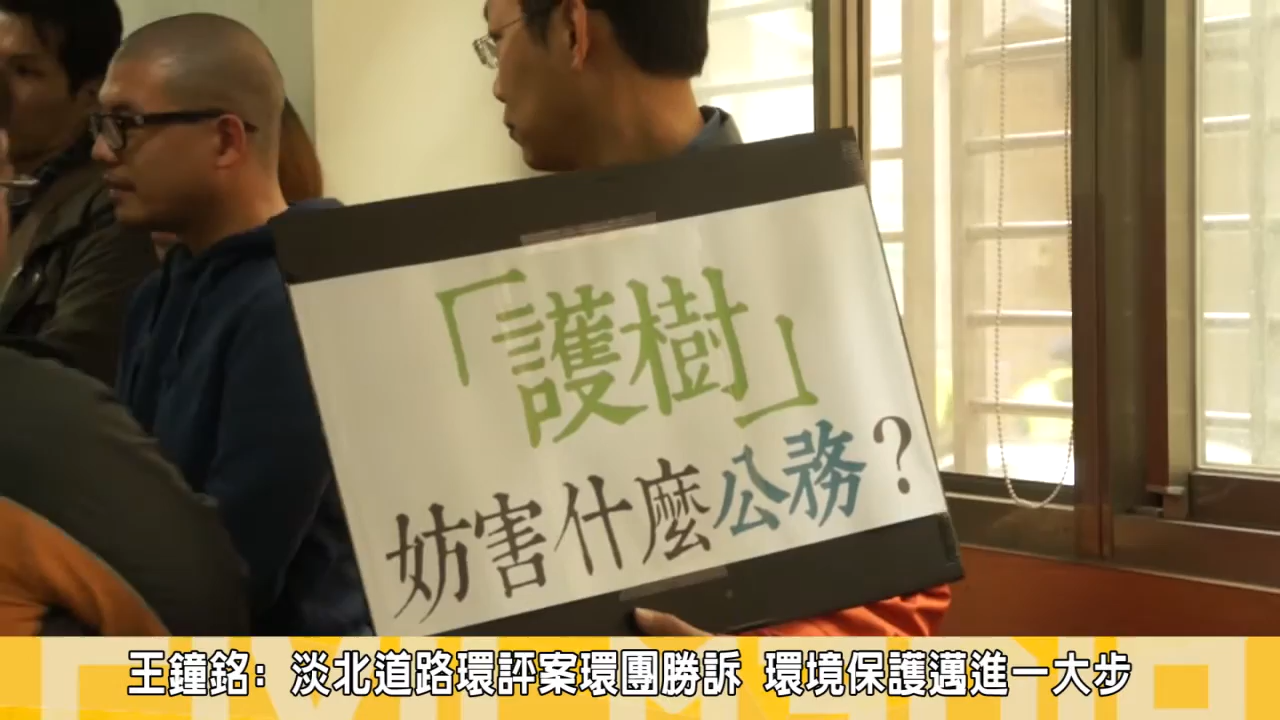 「護樹」
妨害什麼公務？
王鐘銘：淡北道路環評案環團勝訴 環境保護邁進一大步